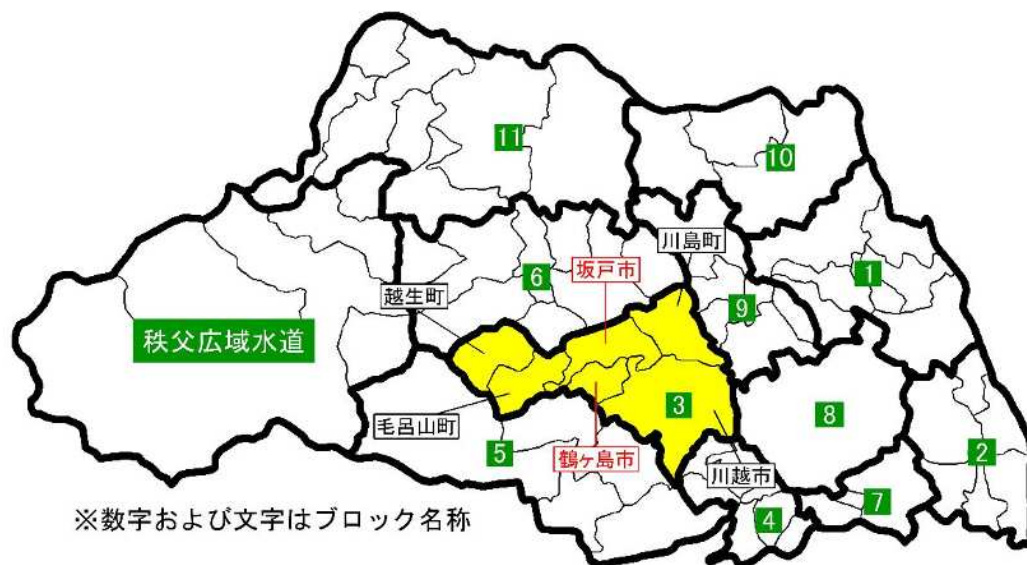 11
10
川島町
1
坂戸市
6
越生町
9
秩父広域水道
3
8
毛呂山町
5
鶴ヶ島市
川越市
2
7
4
※数字および文字はブロック名称